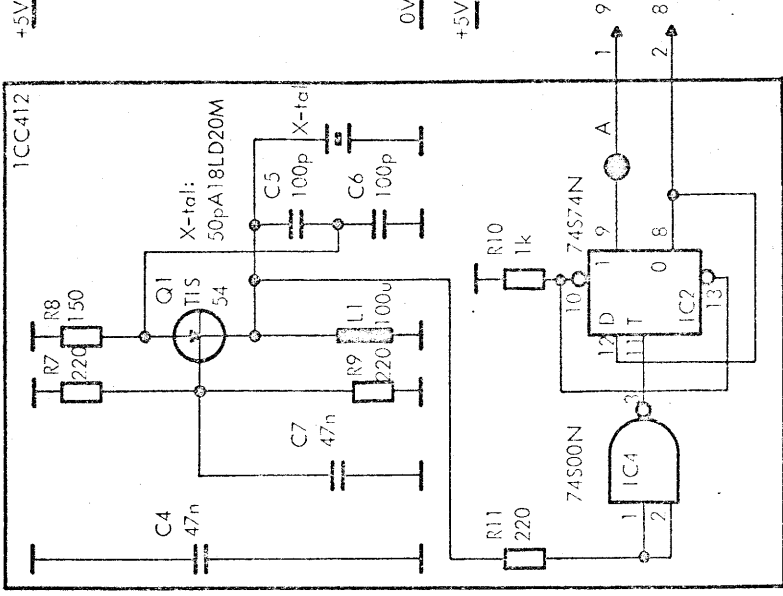 +5V
0V
+5V
1
9
2
8
1CC412
X-tal:
50pA18LD20M
X-tal
C5
100p
C6
100p
A
R8
150
Q1
TIS
54
R7
220
L1
100u
R9
220
C7
47n
C4
47n
R10
1k
74S74N
9
8
10
1
0
12
D
11
T
IC2
13
3
74S00N
IC4
1
2
R11
220